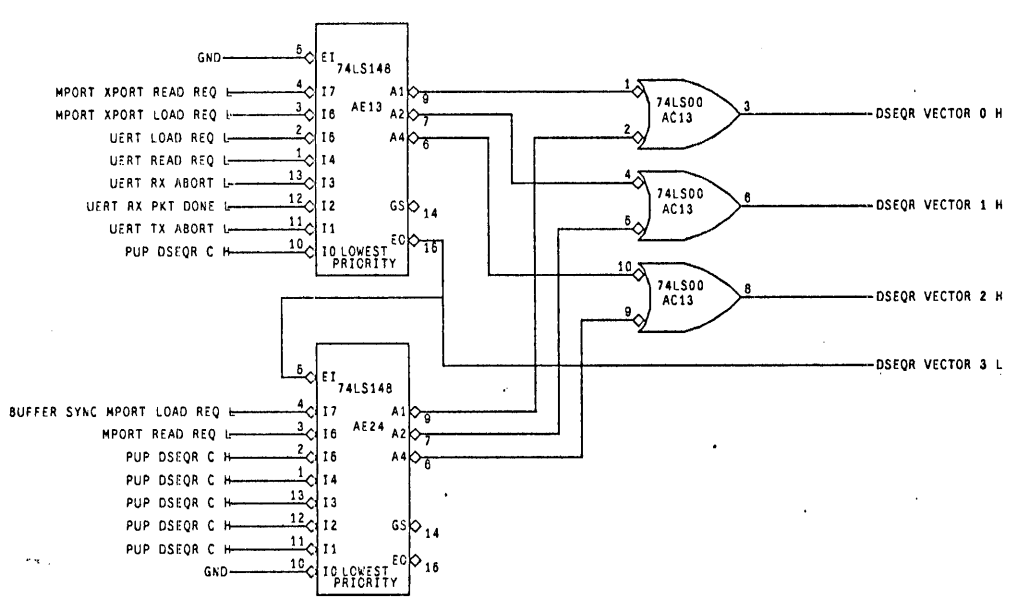 GND 5 EI
74LS148
MPORT XPORT READ REQ L 4 I7 A1 9 1 74LS00 3 DSEQR VECTOR 0 H
AE13 AC13
MPORT XPORT LOAD REQ L 3 I6 A2 7
UERT LOAD REQ L 2 I5 A4 6 2
UERT READ REQ L 1 I4
UERT RX ABORT L 13 I3 4 74LS00 6 DSEQR VECTOR 1 H
AC13
UERT RX PKT DONE L 12 I2 GS 14
UERT TX ABORT L 11 I1 EO 15 5
PUP DSEQR C H 10 I0 LOWEST
PRIORITY
10 74LS00 8 DSEQR VECTOR 2 H
AC13
9
DSEQR VECTOR 3 L
5 EI
74LS148
BUFFER SYNC MPORT LOAD REQ L 4 I7 A1 9
AE24
MPORT READ REQ L 3 I6 A2 7
PUP DSEQR C H 2 I5 A4 6
PUP DSEQR C H 1 I4
PUP DSEQR C H 13 I3
PUP DSEQR C H 12 I2 GS 14
PUP DSEQR C H 11 I1 EO 15
GND 10 I0 LOWEST
PRIORITY